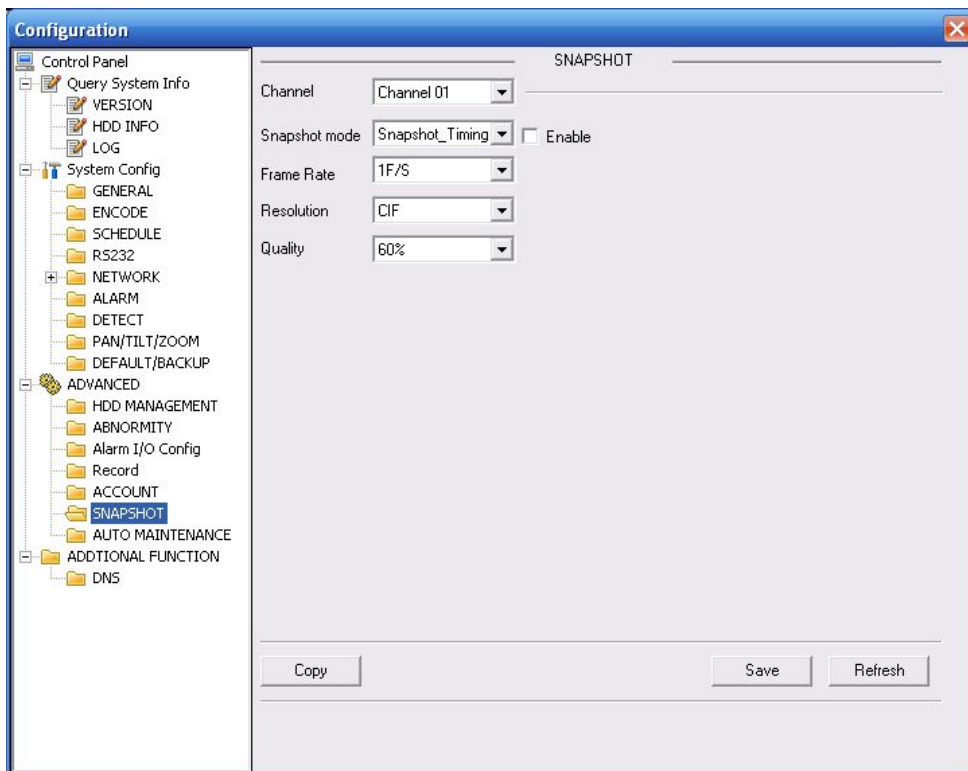 Configuration
Control Panel
Query System Info
VERSION
HDD INFO
LOG
System Config
GENERAL
ENCODE
SCHEDULE
RS232
NETWORK
ALARM
DETECT
PAN/TILT/ZOOM
DEFAULT/BACKUP
ADVANCED
HDD MANAGEMENT
ABNORMITY
Alarm I/O Config
Record
ACCOUNT
SNAPSHOT
AUTO MAINTENANCE
ADDTIONAL FUNCTION
DNS
SNAPSHOT
Channel Channel 01
Snapshot mode Snapshot_Timing Enable
Frame Rate 1F/S
Resolution CIF
Quality 60%
Copy Save Refresh